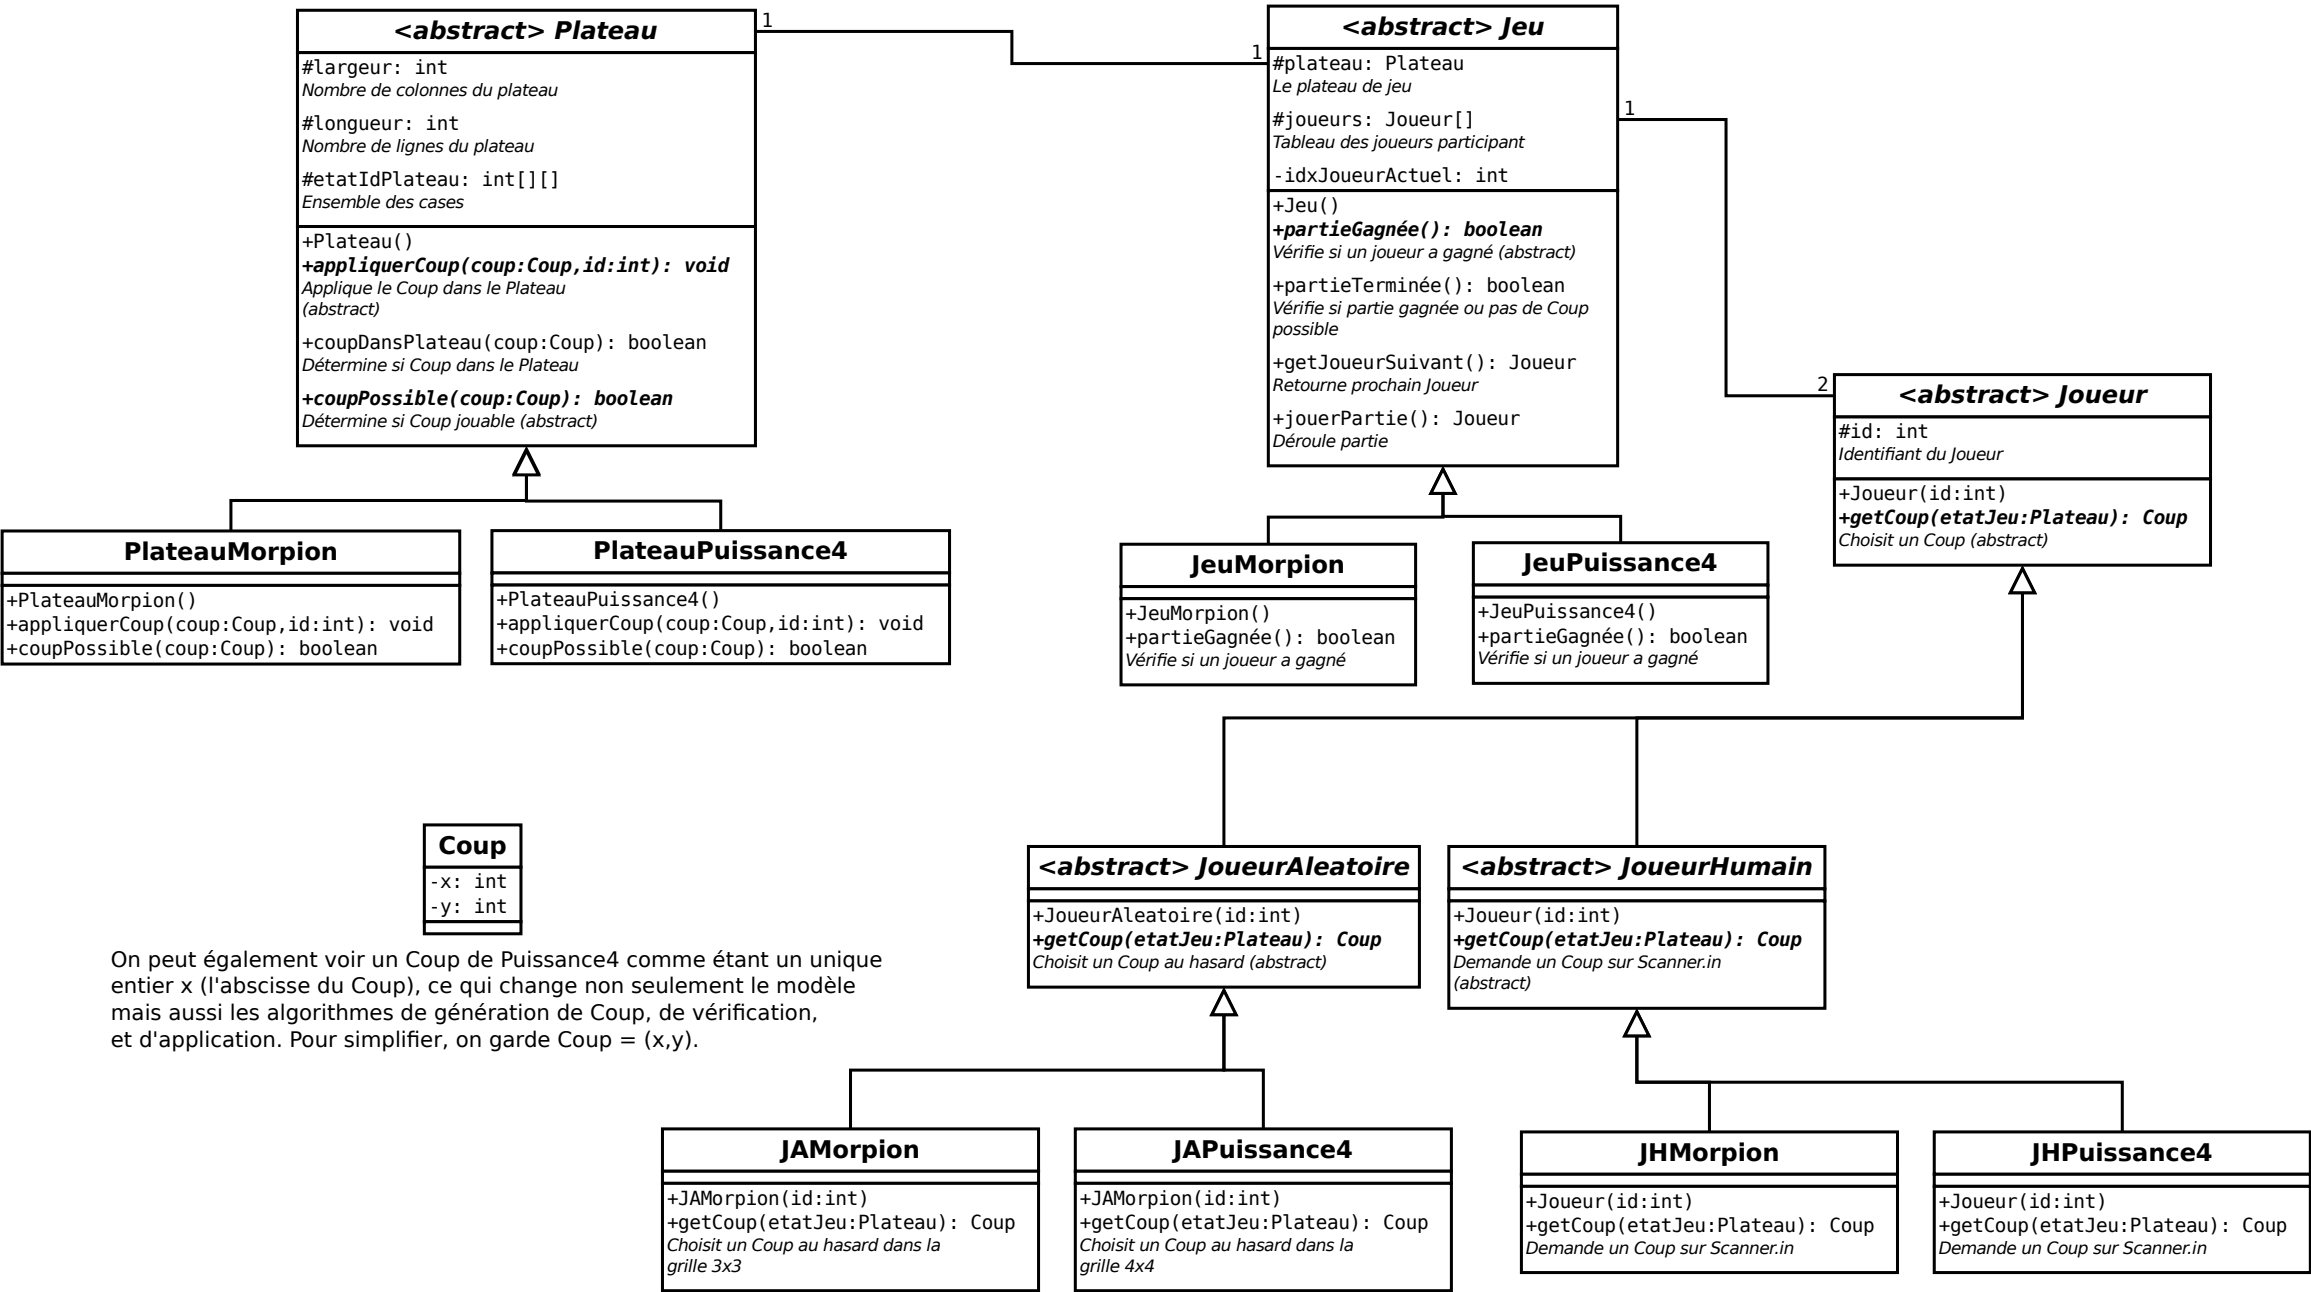 <abstract> Plateau
#largeur: int
Nombre de colonnes du plateau
#longueur: int
Nombre de lignes du plateau
#etatIdPlateau: int[][]
Ensemble des cases
+Plateau()
+appliquerCoup(coup:Coup,id:int): void
Applique le Coup dans le Plateau
(abstract)
+coupDansPlateau(coup:Coup): boolean
Détermine si Coup dans le Plateau
+coupPossible(coup:Coup): boolean
Détermine si Coup jouable (abstract)
1
1
<abstract> Jeu
#plateau: Plateau
Le plateau de jeu
#joueurs: Joueur[]
Tableau des joueurs participant
-idxJoueurActuel: int
+Jeu()
+partieGagnée(): boolean
Vérifie si un joueur a gagné (abstract)
+partieTerminée(): boolean
Vérifie si partie gagnée ou pas de Coup
possible
+getJoueurSuivant(): Joueur
Retourne prochain Joueur
+jouerPartie(): Joueur
Déroule partie
1
2
<abstract> Joueur
#id: int
Identifiant du Joueur
+Joueur(id:int)
+getCoup(etatJeu:Plateau): Coup
Choisit un Coup (abstract)
PlateauMorpion
+PlateauMorpion()
+appliquerCoup(coup:Coup,id:int): void
+coupPossible(coup:Coup): boolean
PlateauPuissance4
+PlateauPuissance4()
+appliquerCoup(coup:Coup,id:int): void
+coupPossible(coup:Coup): boolean
JeuMorpion
+JeuMorpion()
+partieGagnée(): boolean
Vérifie si un joueur a gagné
JeuPuissance4
+JeuPuissance4()
+partieGagnée(): boolean
Vérifie si un joueur a gagné
Coup
-x: int
-y: int
On peut également voir un Coup de Puissance4 comme étant un unique
entier x (l'abscisse du Coup), ce qui change non seulement le modèle
mais aussi les algorithmes de génération de Coup, de vérification,
et d'application. Pour simplifier, on garde Coup = (x,y).
<abstract> JoueurAleatoire
+JoueurAleatoire(id:int)
+getCoup(etatJeu:Plateau): Coup
Choisit un Coup au hasard (abstract)
<abstract> JoueurHumain
+Joueur(id:int)
+getCoup(etatJeu:Plateau): Coup
Demande un Coup sur Scanner.in
(abstract)
JAMorpion
+JAMorpion(id:int)
+getCoup(etatJeu:Plateau): Coup
Choisit un Coup au hasard dans la
grille 3x3
JAPuissance4
+JAMorpion(id:int)
+getCoup(etatJeu:Plateau): Coup
Choisit un Coup au hasard dans la
grille 4x4
JHMorpion
+Joueur(id:int)
+getCoup(etatJeu:Plateau): Coup
Demande un Coup sur Scanner.in
JHPuissance4
+Joueur(id:int)
+getCoup(etatJeu:Plateau): Coup
Demande un Coup sur Scanner.in